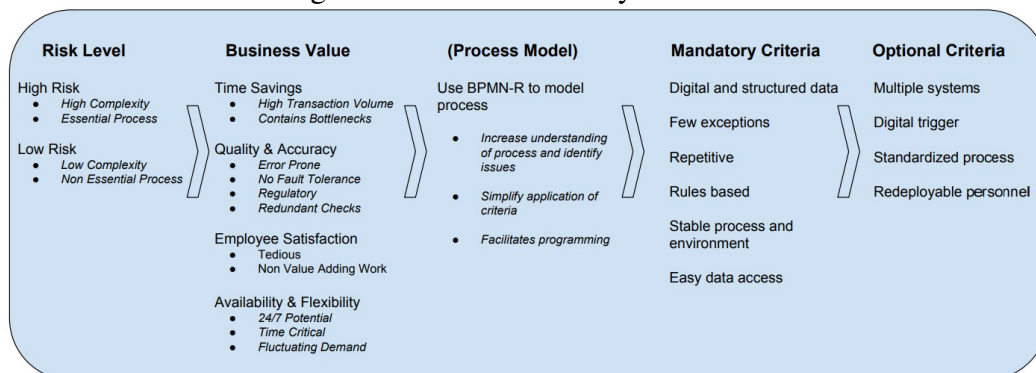 Risk Level
High Risk
● High Complexity
● Essential Process
Low Risk
● Low Complexity
● Non Essential Process
Business Value
Time Savings
● High Transaction Volume
● Contains Bottlenecks
Quality & Accuracy
● Error Prone
● No Fault Tolerance
● Regulatory
● Redundant Checks
Employee Satisfaction
● Tedious
● Non Value Adding Work
Availability & Flexibility
● 24/7 Potential
● Time Critical
● Fluctuating Demand
(Process Model)
Use BPMN-R to model
process
● Increase understanding
of process and identify
issues
● Simplify application of
criteria
● Facilitates programming
Mandatory Criteria
Digital and structured data
Few exceptions
Repetitive
Rules based
Stable process and
environment
Easy data access
Optional Criteria
Multiple systems
Digital trigger
Standardized process
Redeployable personnel